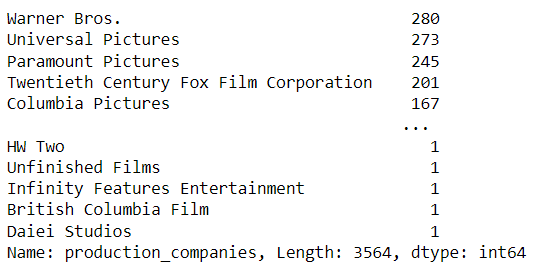 Warner Bros. 280
Universal Pictures 273
Paramount Pictures 245
Twentieth Century Fox Film Corporation 201
Columbia Pictures 167
...
HW Two 1
Unfinished Films 1
Infinity Features Entertainment 1
British Columbia Film 1
Daiei Studios 1
Name: production_companies, Length: 3564, dtype: int64